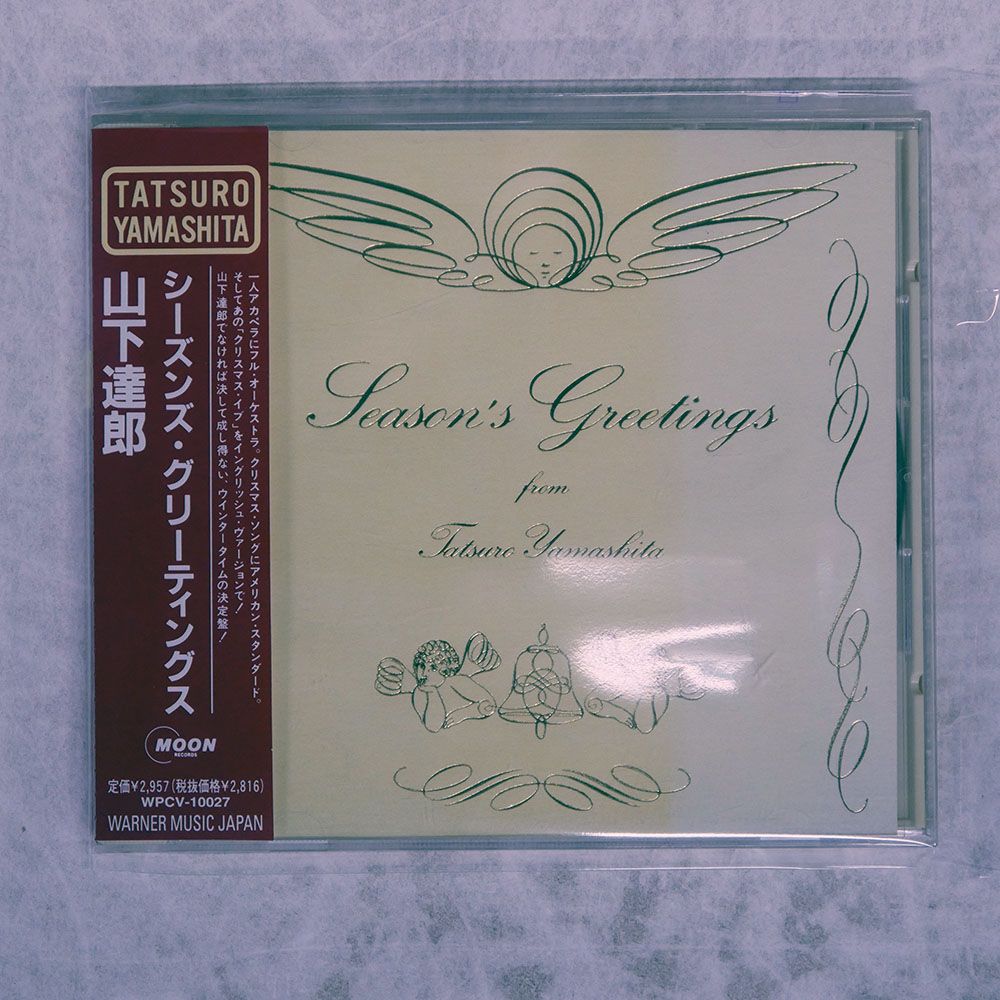 TATSURO
YAMASHITA
シーズンズ・グリーティングス
山下達郎
一人アカペラにフル・オーケストラ。クリスマス・ソングにアメリカン・スタンダード。
そしてあの「クリスマス・イブ」をイングリッシュ・ヴァージョンで!
山下達郎でなければ決して成し得ない、ウインタータイムの決定盤!
MOON
RECORDS
定価¥2,957(税抜価格¥2,816)
WPCV-10027
WARNER MUSIC JAPAN
Season's Greetings
from
Tatsuro Yamashita